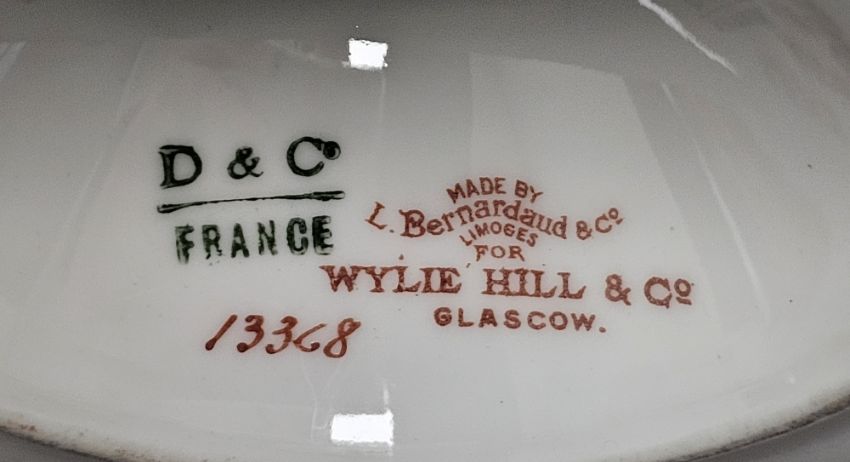 D & Co
FRANCE
13368
MADE BY
L. Bernardaud & Co
LIMOGES
FOR
WYLIE HILL & Co
GLASCOW.